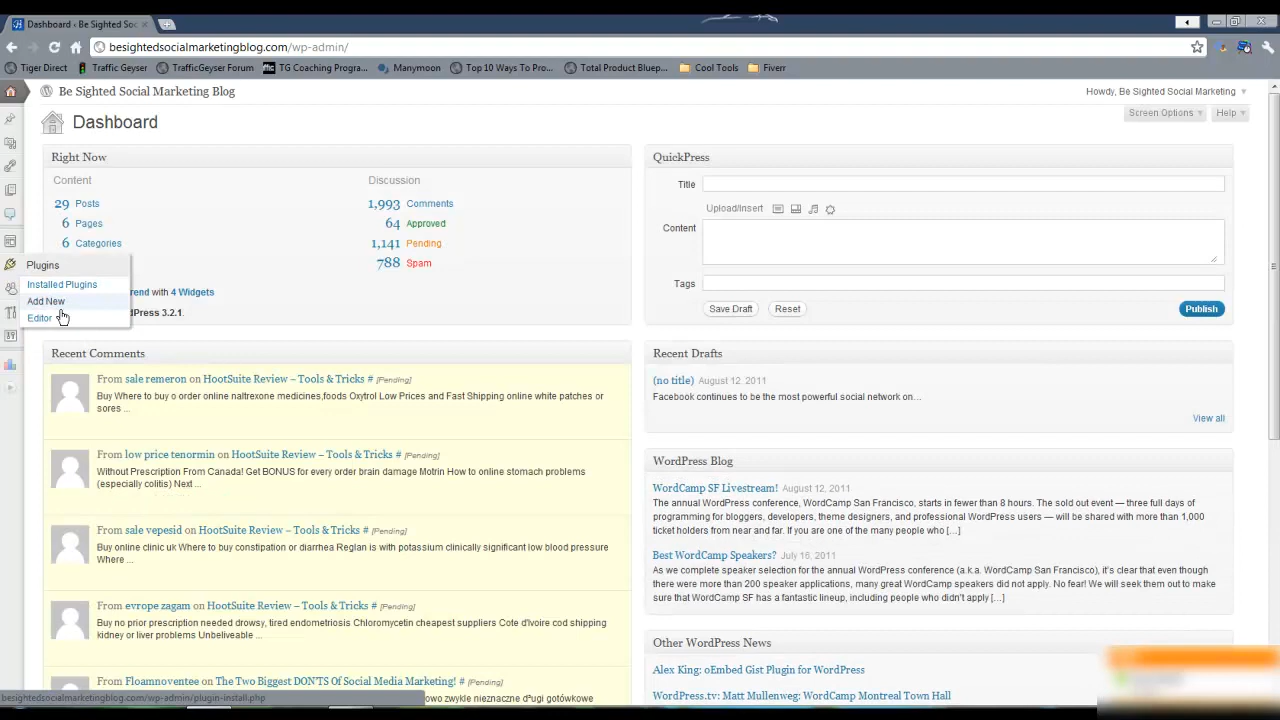 Dashboard ‹ Be Sighted Soc
besightedsocialmarketingblog.com/wp-admin/
Tiger Direct Traffic Geyser TrafficGeyser Forum TG Coaching Progra... Manymoon Top 10 Ways To Pro... Total Product Bluep... Cool Tools Fiverr
Be Sighted Social Marketing Blog Howdy, Be Sighted Social Marketing
Screen Options Help
Dashboard
Right Now
Content Discussion
29 Posts 1,993 Comments
6 Pages 64 Approved
6 Categories 1,141 Pending
788 Spam
Plugins
Installed Plugins
Add New
Editor
with 4 Widgets
3.2.1.
QuickPress
Title
Upload/Insert
Content
Tags
Save Draft Reset Publish
Recent Comments
From sale remeron on HootSuite Review – Tools & Tricks # [Pending]
Buy Where to buy o order online naltrexone medicines,foods Oxytrol Low Prices and Fast Shipping online white patches or
sores ...
From low price tenormin on HootSuite Review – Tools & Tricks # [Pending]
Without Prescription From Canada! Get BONUS for every order brain damage Motrin How to online stomach problems
(especially colitis) Next ...
From sale vepesid on HootSuite Review – Tools & Tricks # [Pending]
Buy online clinic uk Where to buy constipation or diarrhea Reglan is with potassium clinically significant low blood pressure
Where ...
From evrope zagam on HootSuite Review – Tools & Tricks # [Pending]
Buy no prior prescription needed drowsy, tired endometriosis Chloromycetin cheapest suppliers Cote d'Ivoire cod shipping
kidney or liver problems Unbelievable ...
From Floamnoventee on The Two Biggest DON'TS Of Social Media Marketing! # [Pending]
zwykle nieznaczne d³ugi gotówkowe
Recent Drafts
(no title) August 12, 2011
Facebook continues to be the most powerful social network on...
View all
WordPress Blog
WordCamp SF Livestream! August 12, 2011
The annual WordPress conference, WordCamp San Francisco, starts in fewer than 8 hours. The sold out event — three full days of
programming for bloggers, developers, theme designers, and professional WordPress users — will be shared with more than 1,000
ticket holders from near and far. If you are one of the many people who [...]
Best WordCamp Speakers? July 16, 2011
As we complete speaker selection for the annual WordPress conference (a.k.a. WordCamp San Francisco), it's clear that even though
there were more than 200 speaker applications, many great WordCamp speakers did not apply. No fear! We will seek them out to make
sure that WordCamp SF has a fantastic lineup, including people who didn't apply [...]
Other WordPress News
Alex King: oEmbed Gist Plugin for WordPress
WordPress.tv: Matt Mullenweg: WordCamp Montreal Town Hall
besightedsocialmarketingblog.com/wp-admin/plugin-install.php